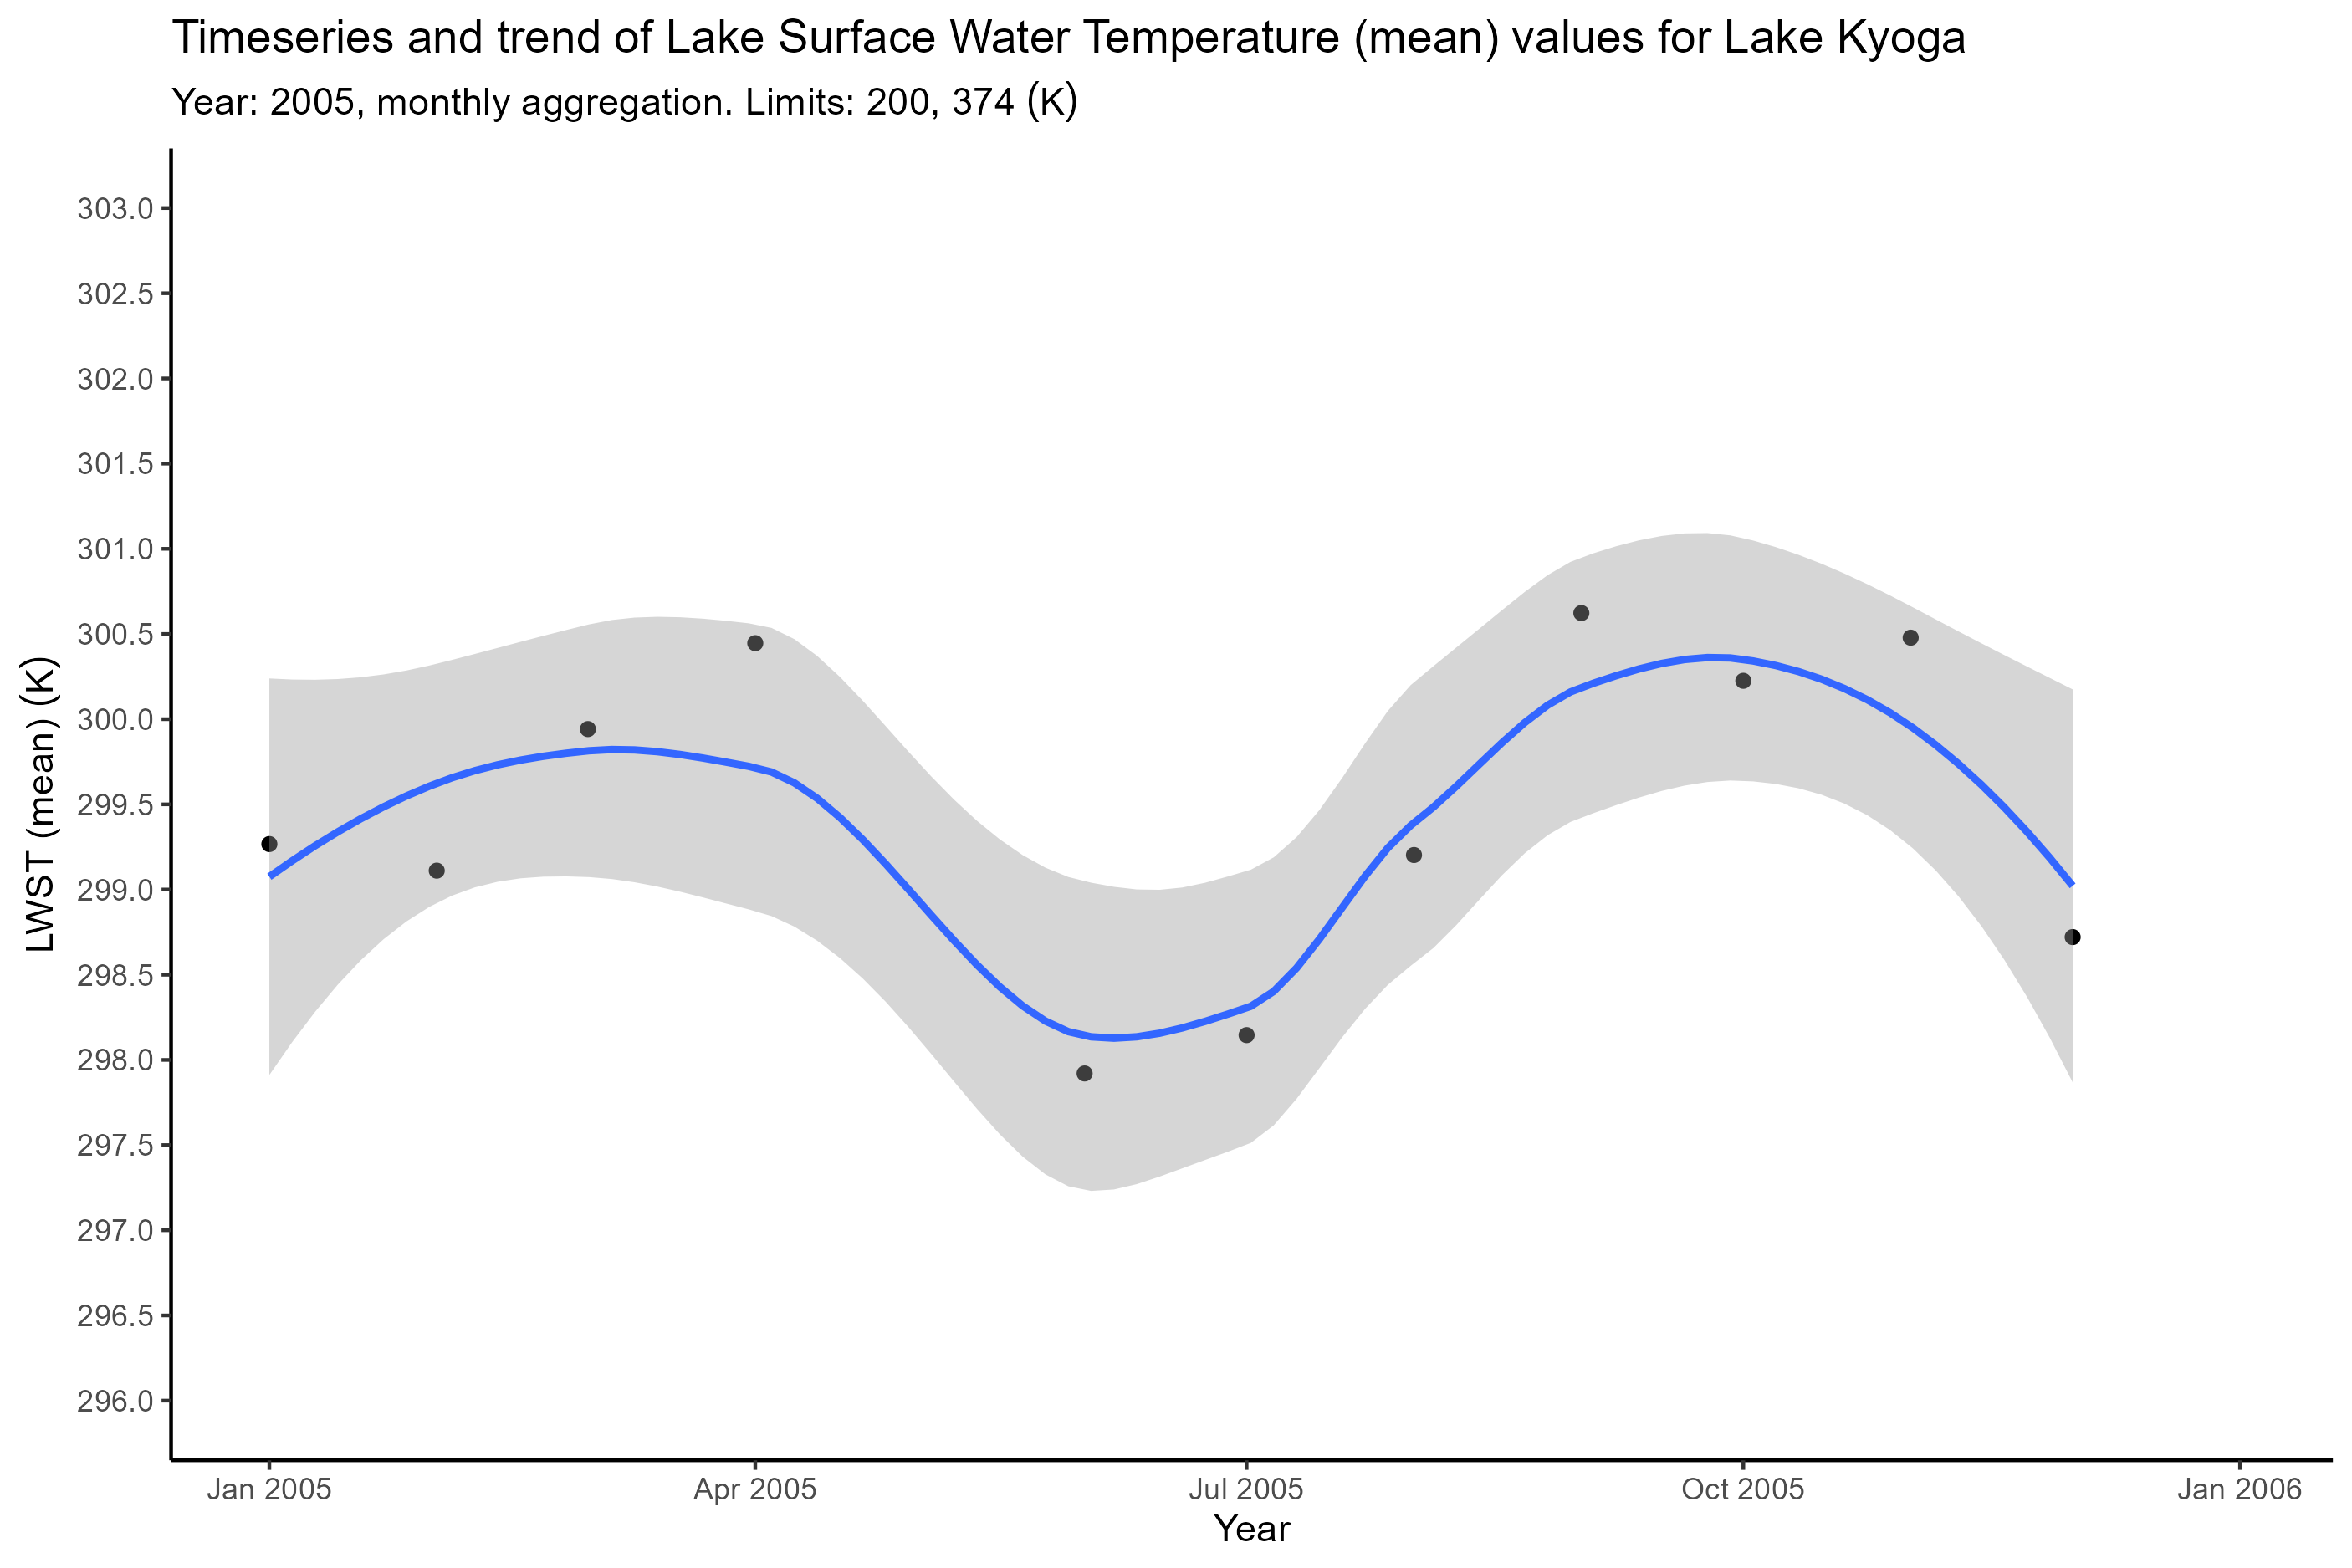 Timeseries and trend of Lake Surface Water Temperature (mean) values for Lake Kyoga
Year: 2005, monthly aggregation. Limits: 200, 374 (K)
LWST (mean) (K)
303.0
302.5
302.0
301.5
301.0
300.5
300.0
299.5
299.0
298.5
298.0
297.5
297.0
296.5
296.0
Jan 2005
Apr 2005
Jul 2005
Oct 2005
Jan 2006
Year